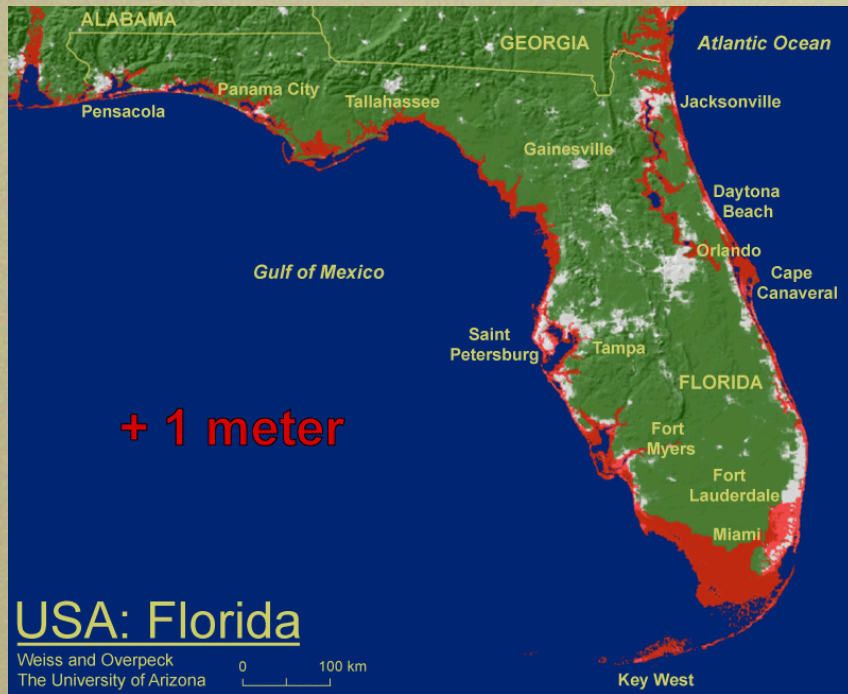 ALABAMA
GEORGIA
Atlantic Ocean
Panama City
Tallahassee
Jacksonville
Pensacola
Gainesville
Daytona
Beach
Orlando
Gulf of Mexico
Cape
Canaveral
Saint
Petersburg
Tampa
FLORIDA
+ 1 meter
Fort
Myers
Fort
Lauderdale
Miami
USA: Florida
Weiss and Overpeck
The University of Arizona
0 100 km
Key West